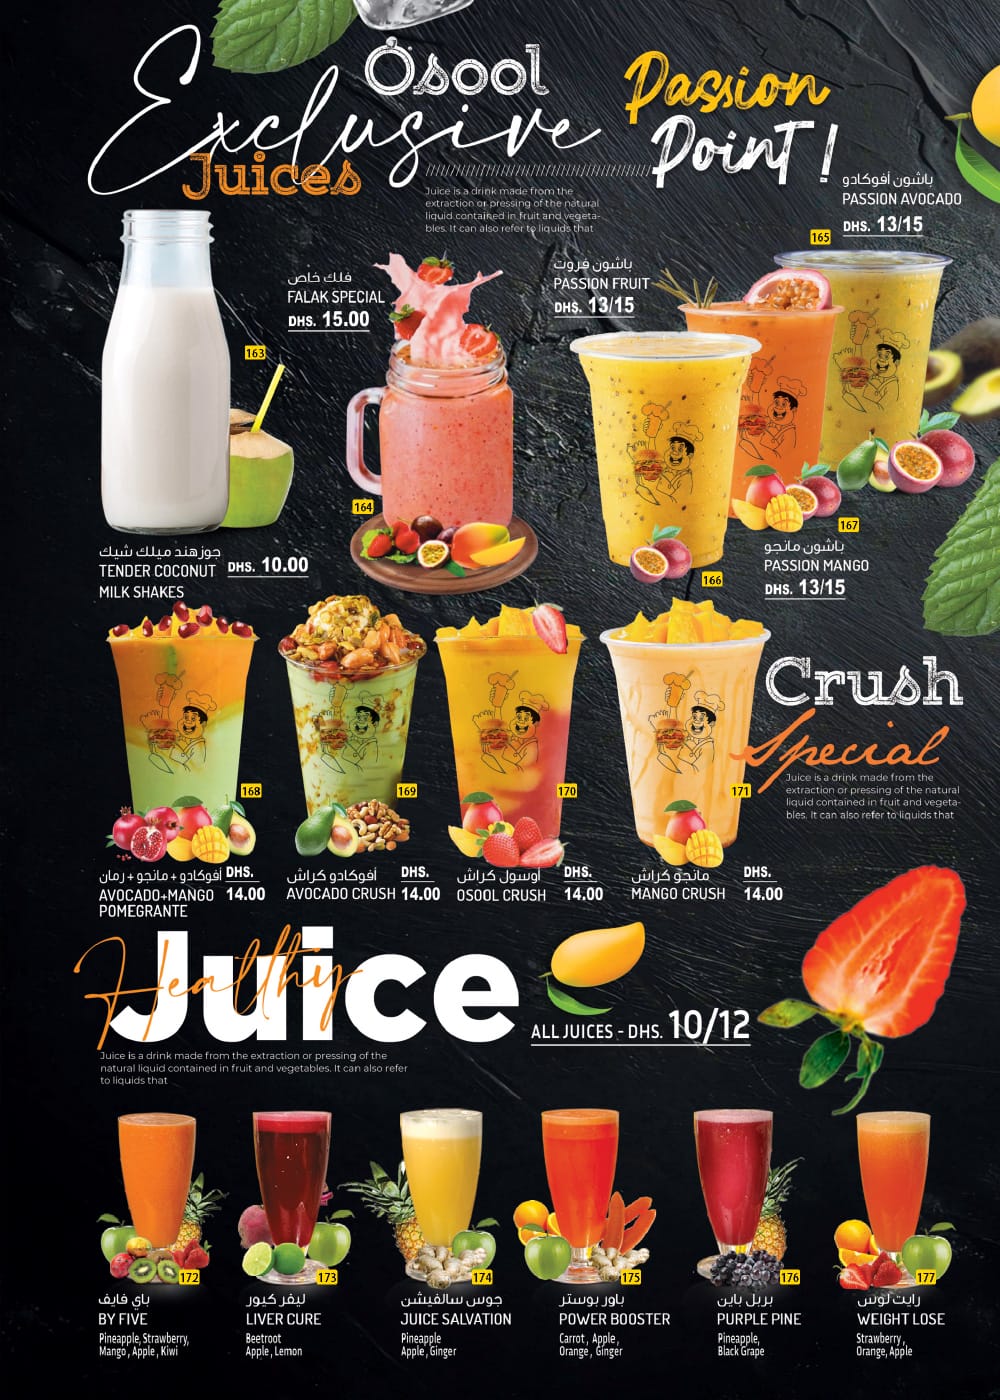 Osool
Exclusive
Juices
Juice is a drink made from the
extraction or pressing of the natural
liquid contained in fruit and vegeta-
bles. It can also refer to liquids that
Passion
Point !
163
جوزهند ميلك شيك
TENDER COCONUT
MILK SHAKES
DHS. 10.00
فلك خاص
FALAK SPECIAL
DHS. 15.00
164
باشون فروت
PASSION FRUIT
DHS. 13/15
166
باشون أفوكادو
PASSION AVOCADO
DHS. 13/15
165
167
باشون مانجو
PASSION MANGO
DHS. 13/15
Crush
Special
Juice is a drink made from the
extraction or pressing of the natural
liquid contained in fruit and vegeta-
bles. It can also refer to liquids that
168
أفوكادو + مانجو + رمان
AVOCADO+MANGO
POMEGRANTE
DHS.
14.00
169
أفوكادو كراش
AVOCADO CRUSH
DHS.
14.00
170
أوسول كراش
OSOOL CRUSH
DHS.
14.00
171
مانجو كراش
MANGO CRUSH
DHS.
14.00
Healthy
Juice
Juice is a drink made from the extraction or pressing of the
natural liquid contained in fruit and vegetables. It can also refer
to liquids that
ALL JUICES - DHS. 10/12
172
باي فايف
BY FIVE
Pineapple, Strawberry,
Mango , Apple , Kiwi
173
ليفر كيور
LIVER CURE
Beetroot
Apple , Lemon
174
جوس سالفيشن
JUICE SALVATION
Pineapple
Apple , Ginger
175
باور بوستر
POWER BOOSTER
Carrot , Apple ,
Orange , Ginger
176
بربل باين
PURPLE PINE
Pineapple,
Black Grape
177
رايت لوس
WEIGHT LOSE
Strawberry ,
Orange, Apple